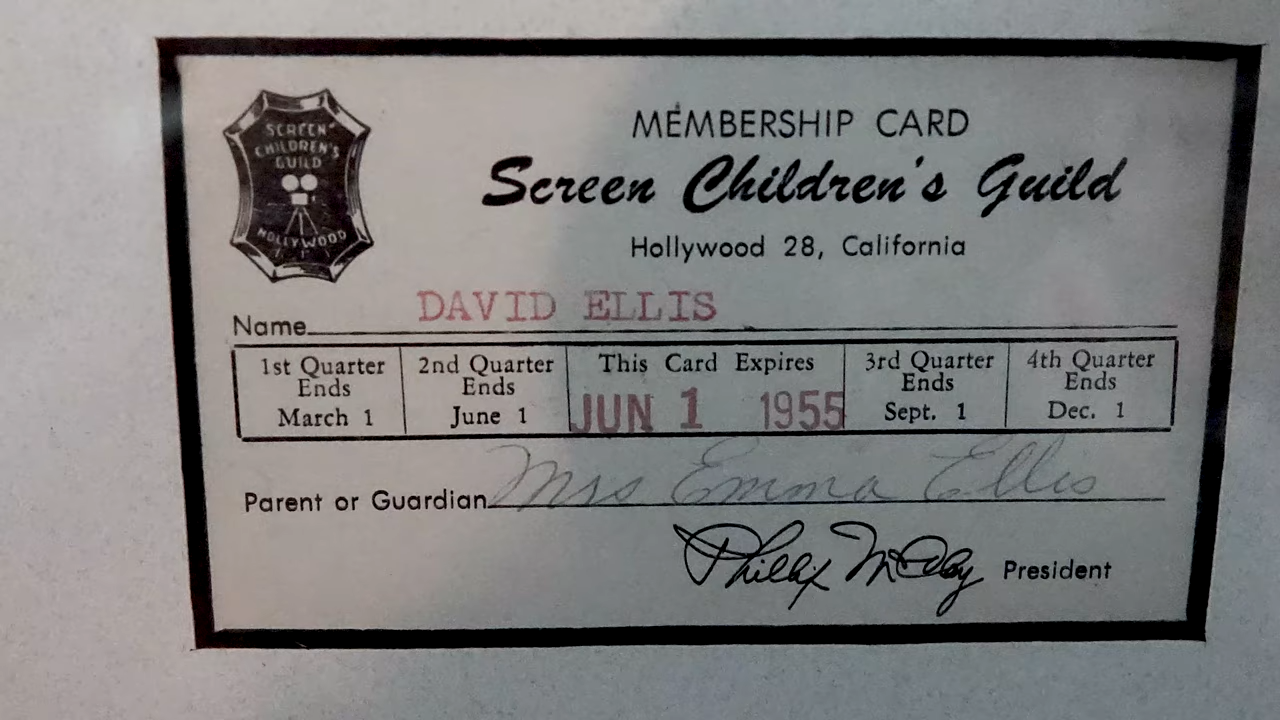 SCREEN
CHILDREN'S
GUILD
HOLLYWOOD
MEMBERSHIP CARD
Screen Children's Guild
Hollywood 28, California
Name DAVID ELLIS
1st Quarter Ends March 1
2nd Quarter Ends June 1
This Card Expires JUN 1 1955
3rd Quarter Ends Sept. 1
4th Quarter Ends Dec. 1
Parent or Guardian Mrs Emma Ellis
President